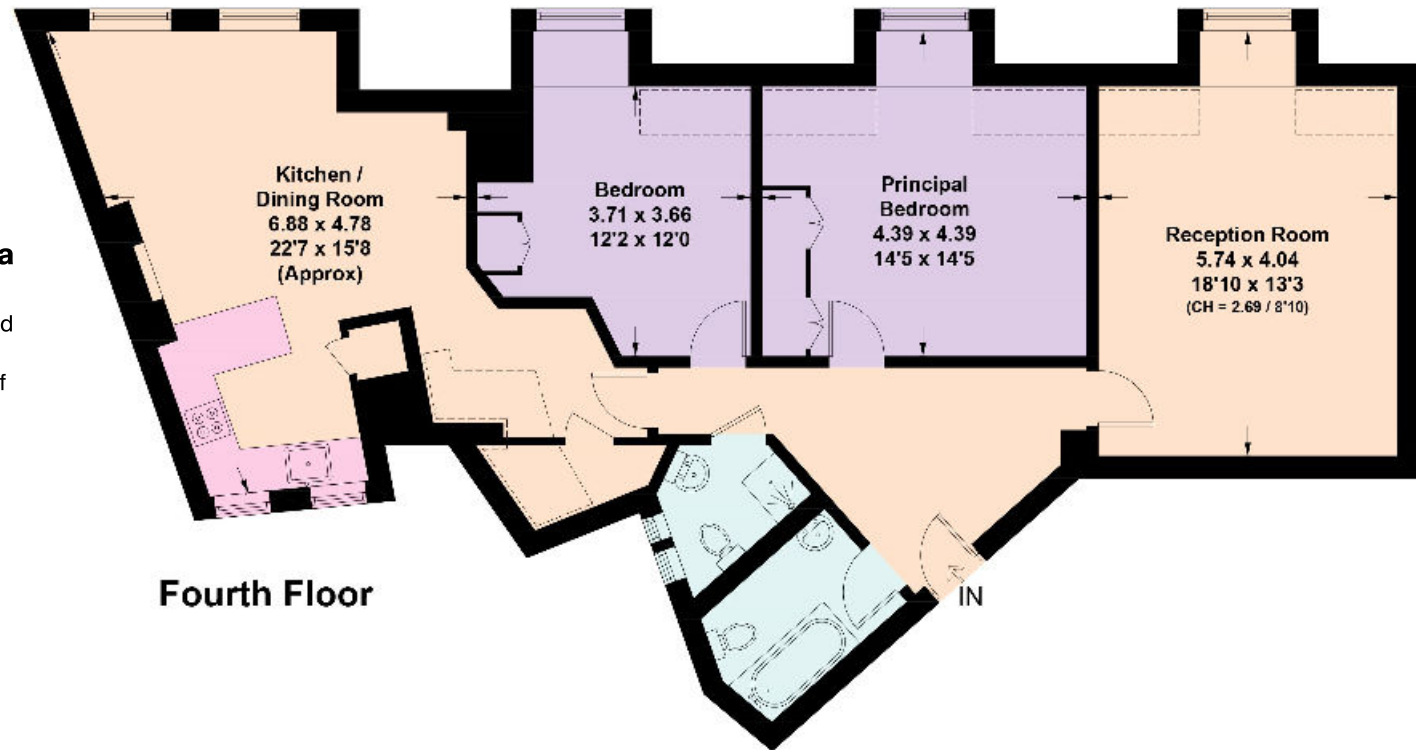 a
d
f
Kitchen /
Dining Room
6.88 x 4.78
22'7 x 15'8
(Approx)
Bedroom
3.71 x 3.66
12'2 x 12'0
Principal
Bedroom
4.39 x 4.39
14'5 x 14'5
Reception Room
5.74 x 4.04
18'10 x 13'3
(CH = 2.69 / 8'10)
Fourth Floor
IN